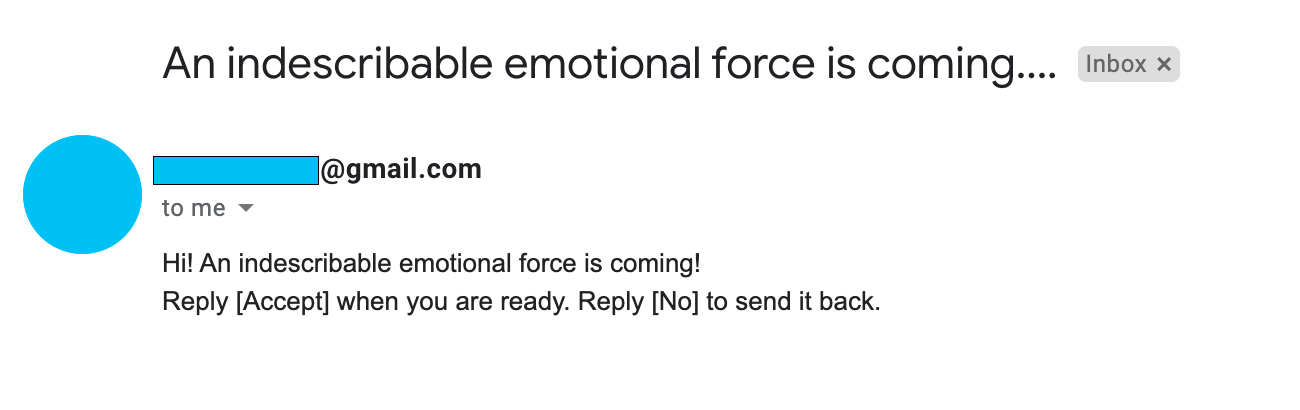 An indescribable emotional force is coming.... Inbox ×
@gmail.com
to me
Hi! An indescribable emotional force is coming!
Reply [Accept] when you are ready. Reply [No] to send it back.